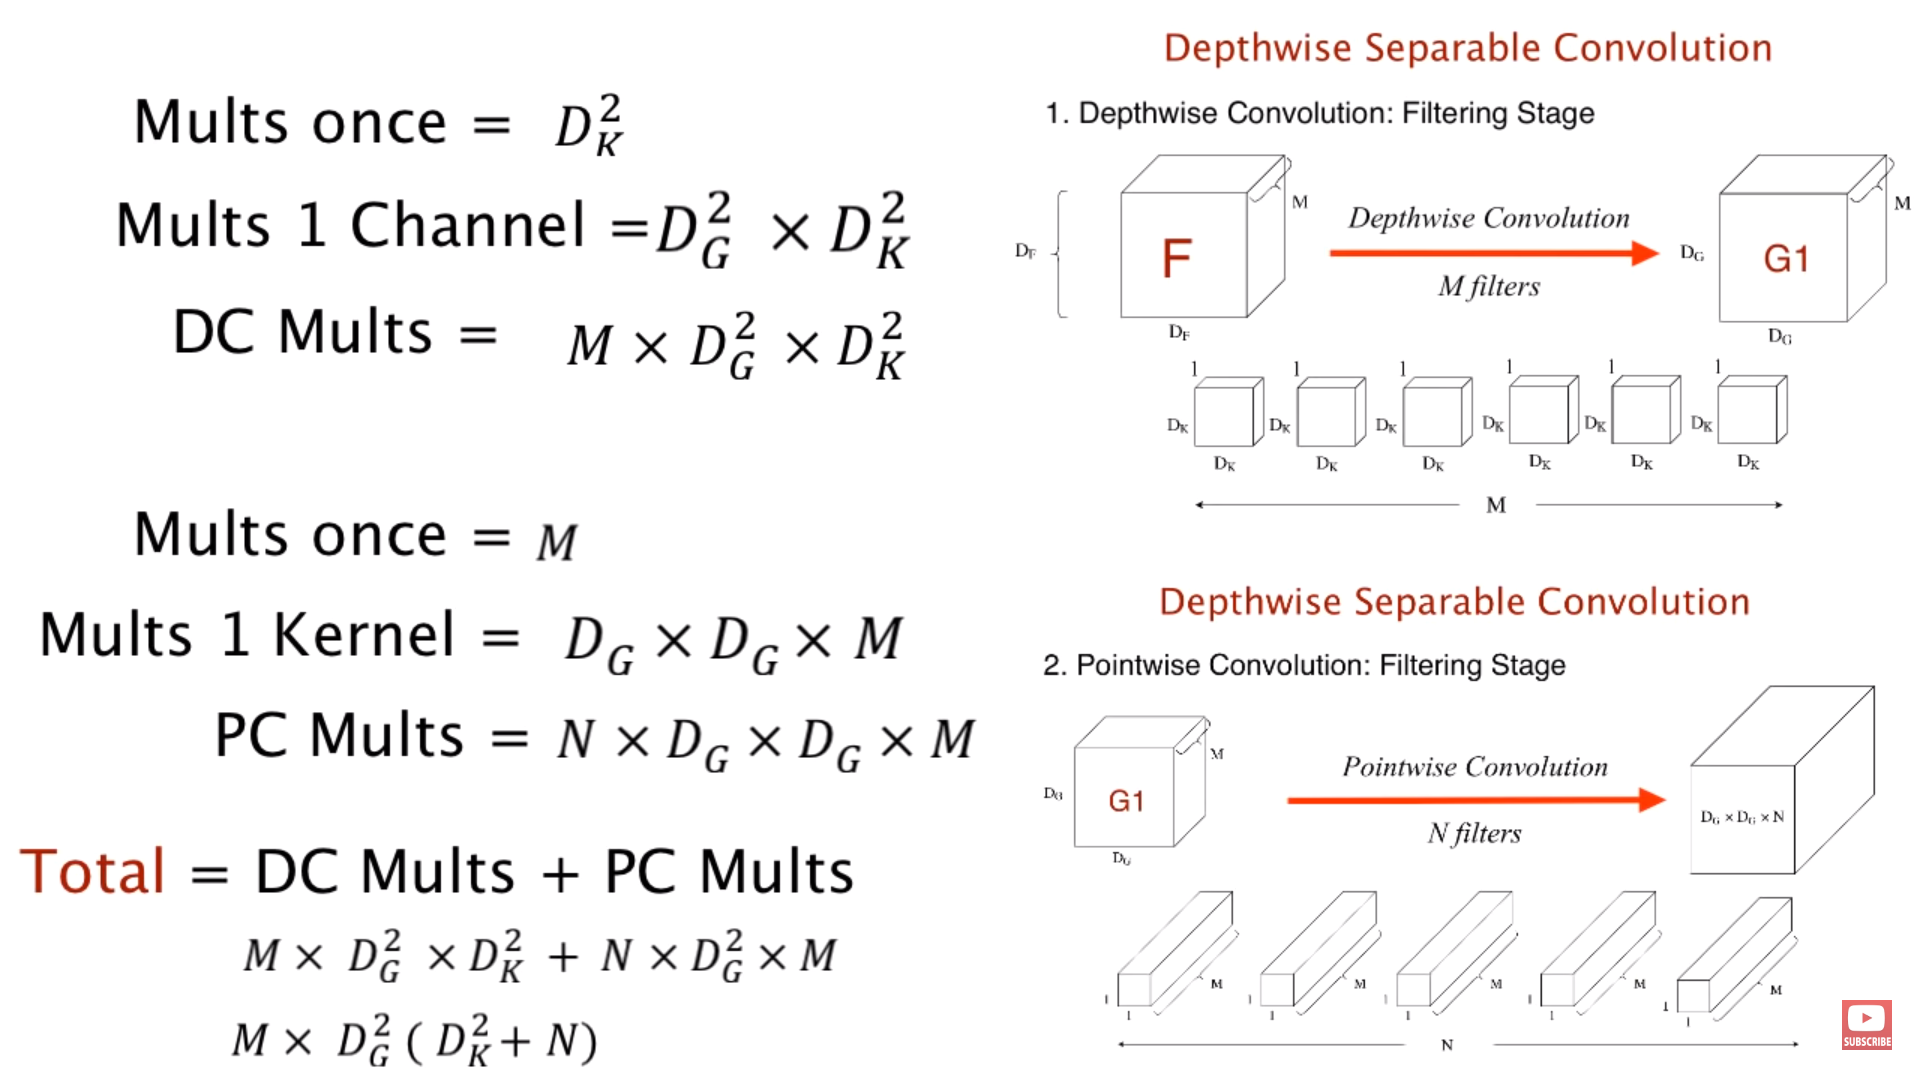 Mults once = D_K^2
Mults 1 Channel = D_G^2 × D_K^2
DC Mults = M × D_G^2 × D_K^2
Mults once = M
Mults 1 Kernel = D_G × D_G × M
PC Mults = N × D_G × D_G × M
Total = DC Mults + PC Mults
M × D_G^2 × D_K^2 + N × D_G^2 × M
M × D_G^2 ( D_K^2 + N)
Depthwise Separable Convolution
1. Depthwise Convolution: Filtering Stage
D_F
F
M
D_F
Depthwise Convolution
M filters
D_G
G1
M
D_G
1 1 1 1 1 1
D_K D_K D_K D_K D_K D_K
D_K D_K D_K D_K D_K D_K
M
Depthwise Separable Convolution
2. Pointwise Convolution: Filtering Stage
D_G
G1
M
D_G
Pointwise Convolution
N filters
D_G × D_G × N
M M M M M
1 1 1 1 1
1 1 1 1 1
N
SUBSCRIBE